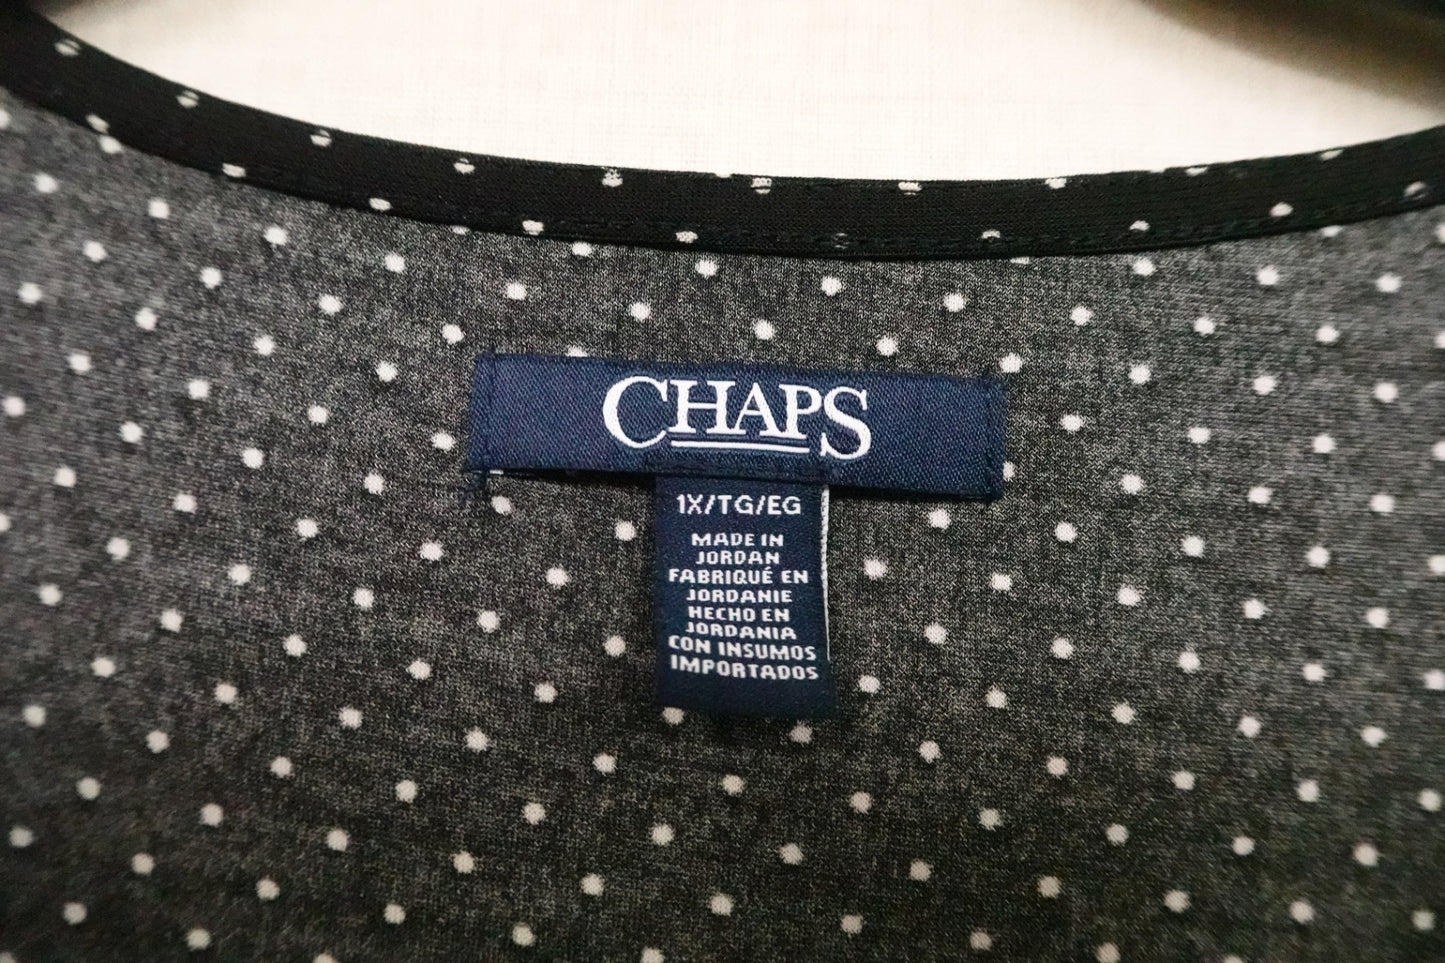 CHAPS
1X/TG/EG
MADE IN
JORDAN
FABRIQUÉ EN
JORDANIE
HECHO EN
JORDANIA
CON INSUMOS
IMPORTADOS